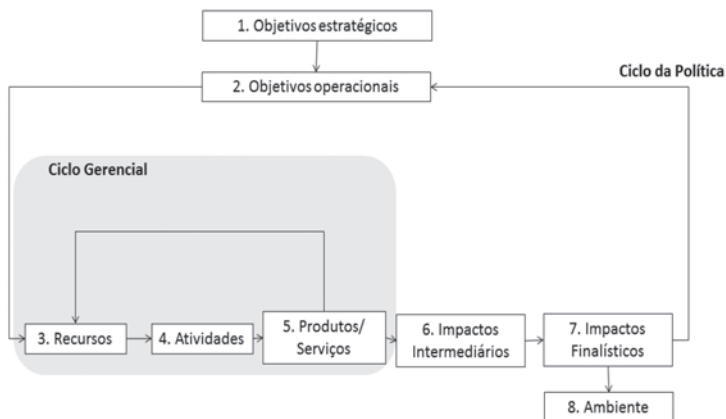 1. Objetivos estratégicos
Ciclo da Política
2. Objetivos operacionais
Ciclo Gerencial
3. Recursos
4. Atividades
5. Produtos/
Serviços
6. Impactos
Intermediários
7. Impactos
Finalísticos
8. Ambiente